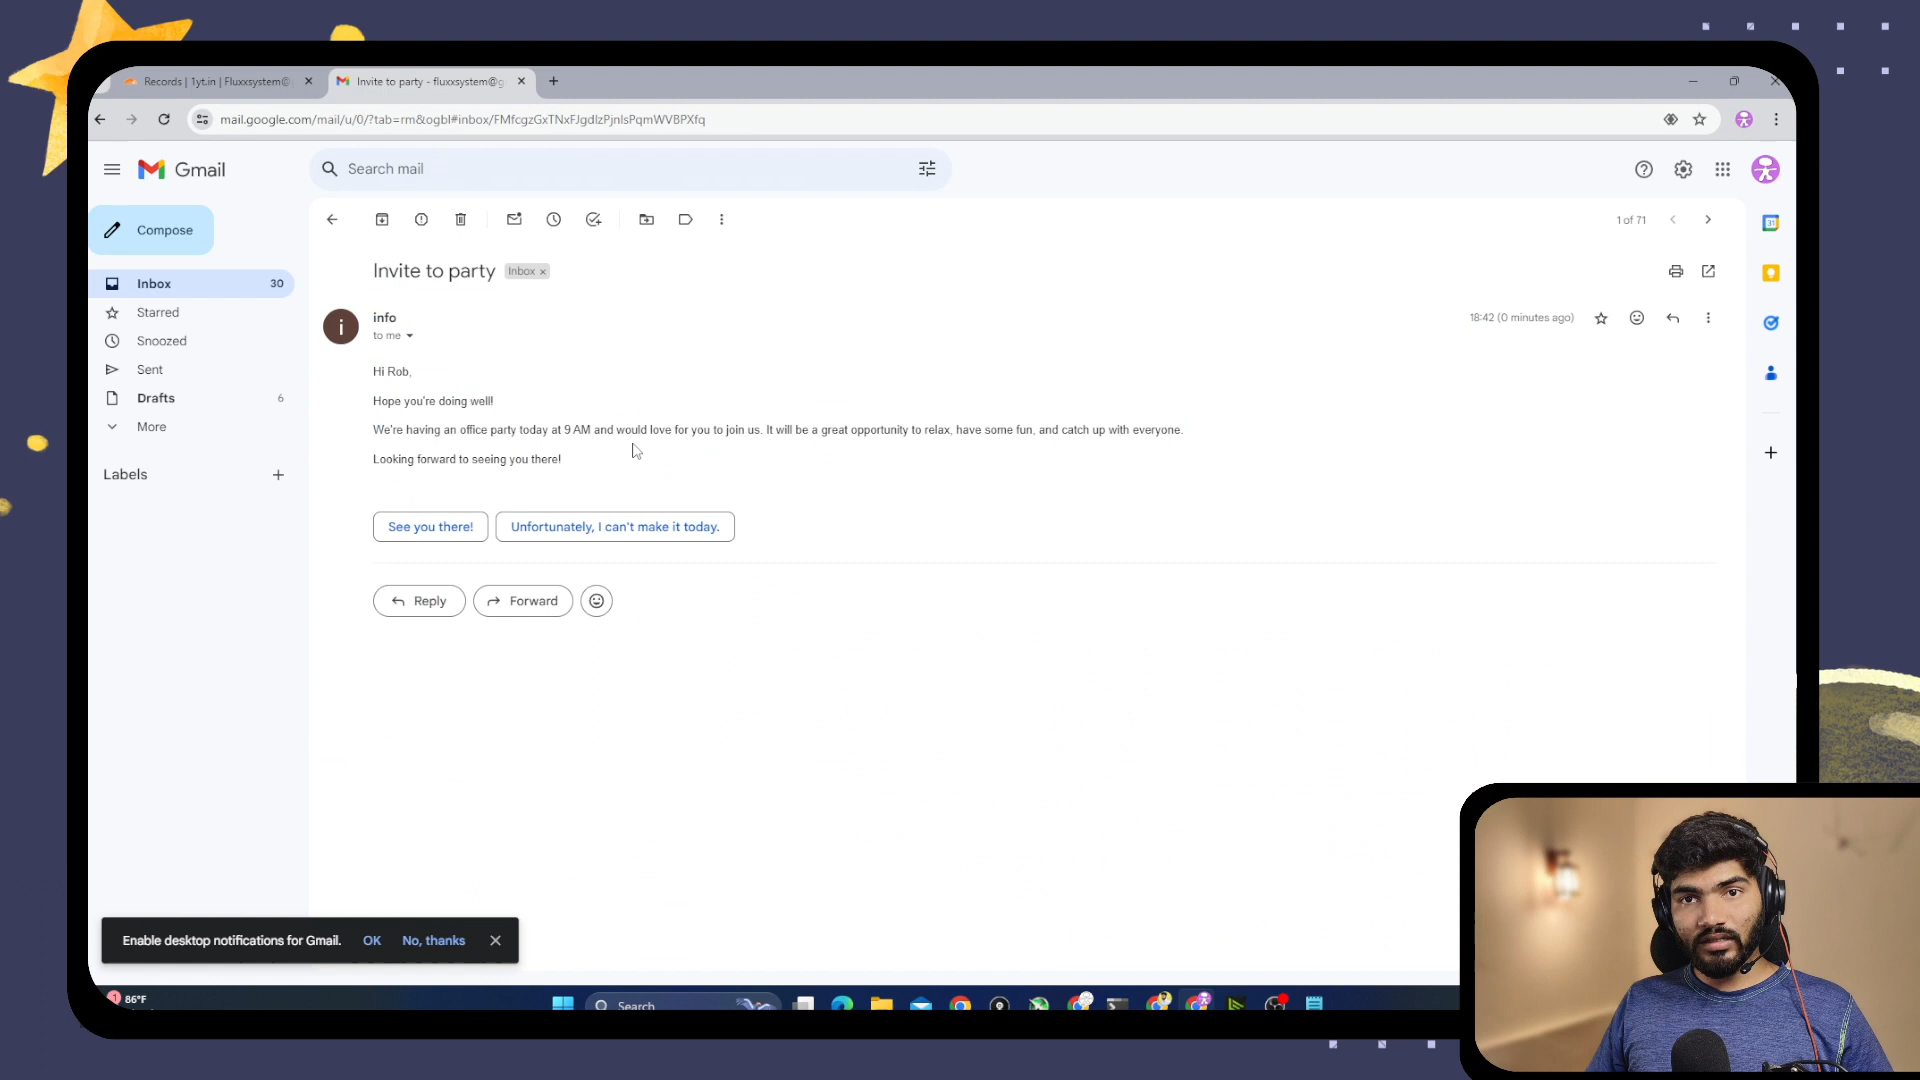 Records | 1yt.in | Fluxxsystem@
Invite to party - fluxxsystem@g
mail.google.com/mail/u/0/?tab=rm&ogbl#inbox/FMfcgzGxTNxFJgdlzPjnlsPqmWVBPXfq
Gmail
Search mail
Compose
1 of 71
Invite to party
Inbox ×
Inbox 30
Starred
Snoozed
Sent
Drafts 6
More
Labels
i
info
to me
18:42 (0 minutes ago)
Hi Rob,
Hope you're doing well!
We're having an office party today at 9 AM and would love for you to join us. It will be a great opportunity to relax, have some fun, and catch up with everyone.
Looking forward to seeing you there!
See you there!
Unfortunately, I can't make it today.
Reply
Forward
31
Enable desktop notifications for Gmail. OK No, thanks
1
86°F
Search